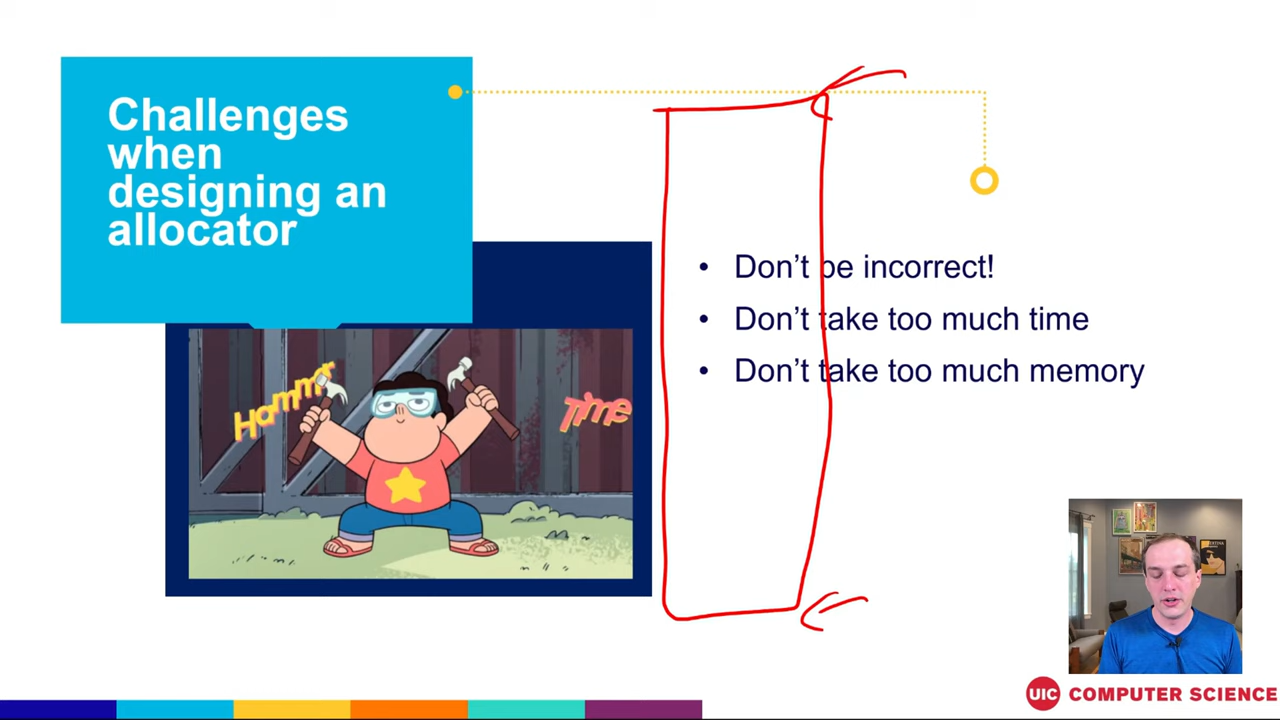 Challenges
when
designing an
allocator
• Don’t be incorrect!
• Don’t take too much time
• Don’t take too much memory
Hammer
Time
UIC COMPUTER SCIENCE